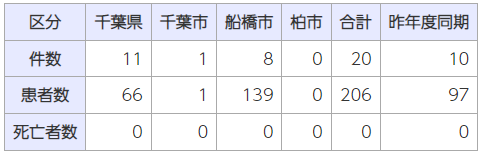 区分 千葉県 千葉市 船橋市 柏市 合計 昨年度同期
件数 11 1 8 0 20 10
患者数 66 1 139 0 206 97
死亡者数 0 0 0 0 0 0